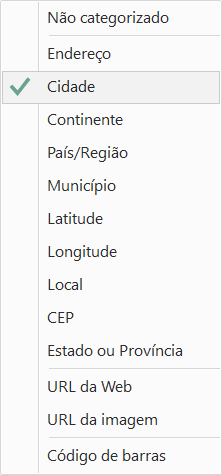 Não categorizado
Endereço
Cidade
Continente
País/Região
Município
Latitude
Longitude
Local
CEP
Estado ou Província
URL da Web
URL da imagem
Código de barras